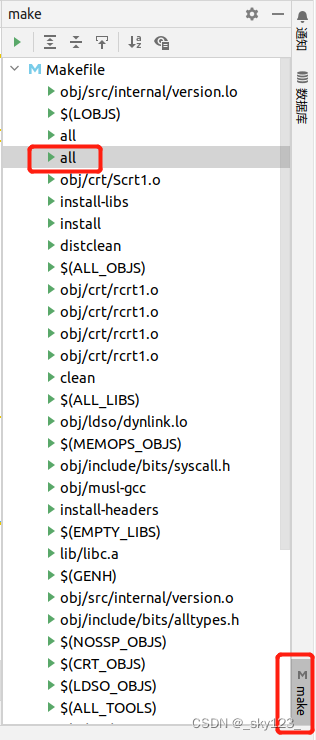 make
Makefile
obj/src/internal/version.lo
$(LOBJS)
all
all
obj/crt/Scrt1.o
install-libs
install
distclean
$(ALL_OBJS)
obj/crt/rcrt1.o
obj/crt/rcrt1.o
obj/crt/rcrt1.o
obj/crt/rcrt1.o
clean
$(ALL_LIBS)
obj/ldso/dynlink.lo
$(MEMOPS_OBJS)
obj/include/bits/syscall.h
obj/musl-gcc
install-headers
$(EMPTY_LIBS)
lib/libc.a
$(GENH)
obj/src/internal/version.o
obj/include/bits/alltypes.h
$(NOSSP_OBJS)
$(CRT_OBJS)
$(LDSO_OBJS)
$(ALL_TOOLS)
通知
数据库
M make
CSDN @_sky123_